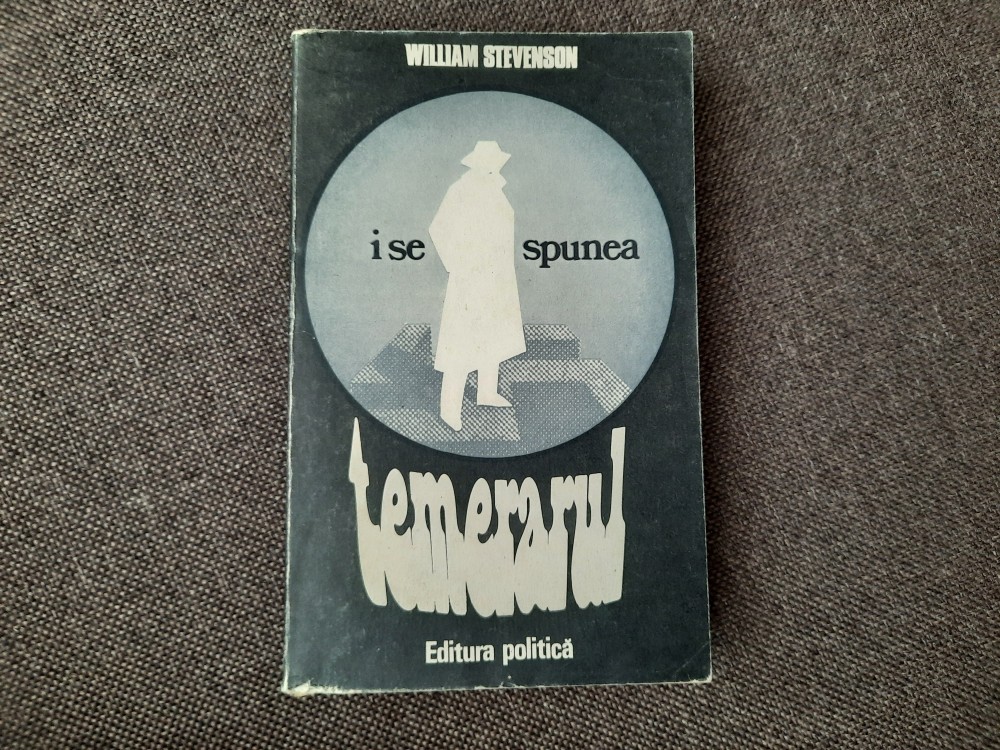 WILLIAM STEVENSON
i se spunea
temerarul
Editura politică